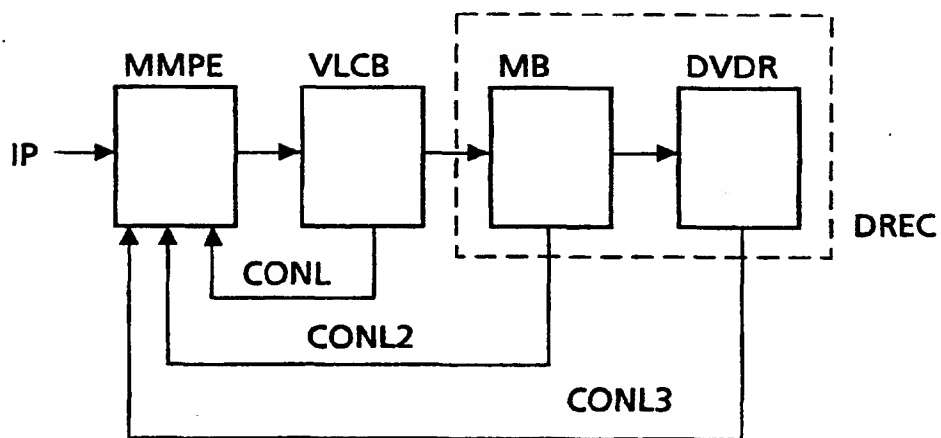 MMPE VLCB MB DVDR
IP
DREC
CONL
CONL2
CONL3